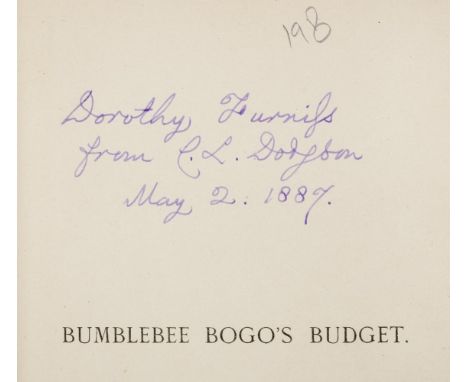 198
Dorothy Furniſs
from C. L. Dodgson
May 2. 1887.
BUMBLEBEE BOGO'S BUDGET.